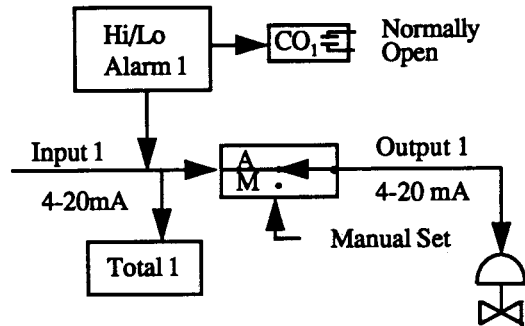 Hi/Lo
Alarm 1
CO1
Normally
Open
Input 1
4-20mA
A
M
Output 1
4-20 mA
Manual Set
Total 1